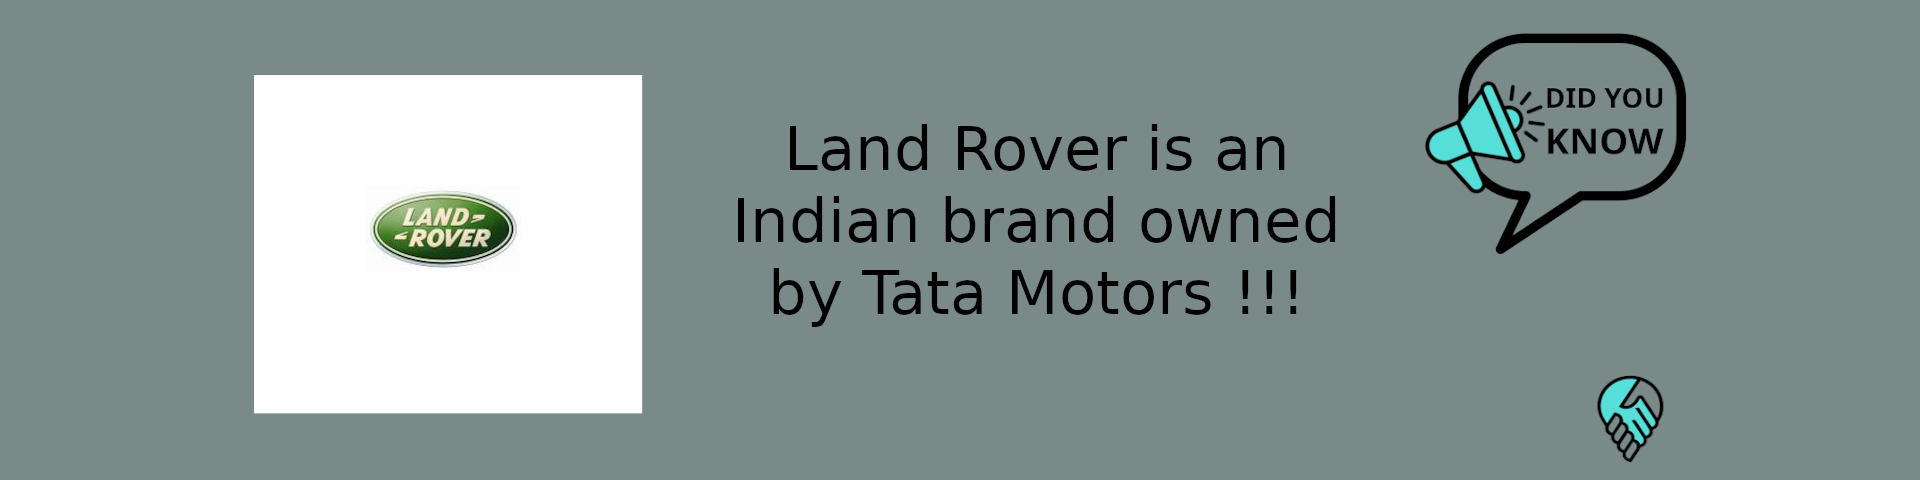 LAND
ROVER
Land Rover is an
Indian brand owned
by Tata Motors !!!
DID YOU
KNOW